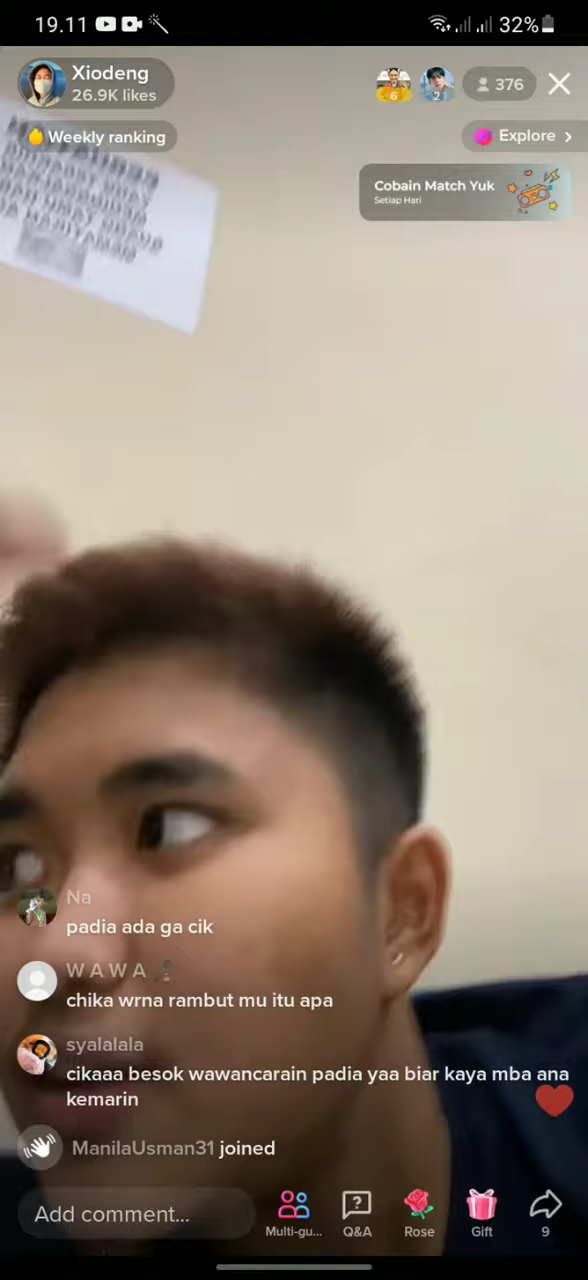 19.11
32%
Xiodeng
26.9K likes
6
2
376
Weekly ranking
Explore >
Cobain Match Yuk
Setiap Hari
Na
padia ada ga cik
W A W A
chika wrna rambut mu itu apa
syalalala
cikaaa besok wawancarain padia yaa biar kaya mba ana
kemarin
ManilaUsman31 joined
Add comment...
Multi-gu...
Q&A
Rose
Gift
9